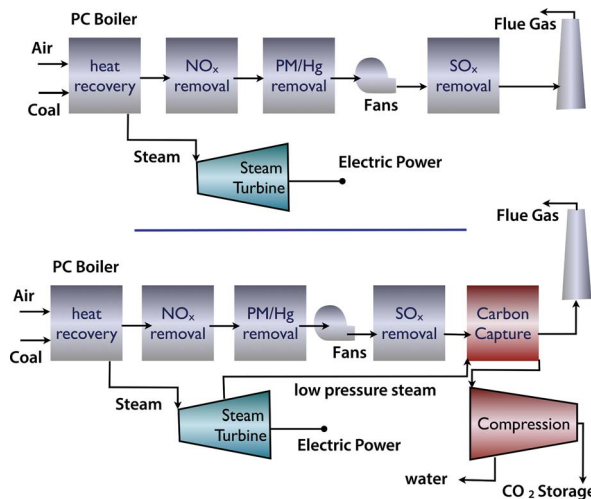 PC Boiler
Flue Gas
Air
Coal
heat
recovery
NOx
removal
PM/Hg
removal
Fans
SOx
removal
Steam
Steam
Turbine
Electric Power
Flue Gas
PC Boiler
Air
Coal
heat
recovery
NOx
removal
PM/Hg
removal
Fans
SOx
removal
Carbon
Capture
low pressure steam
Steam
Steam
Turbine
Electric Power
Compression
water
CO2 Storage